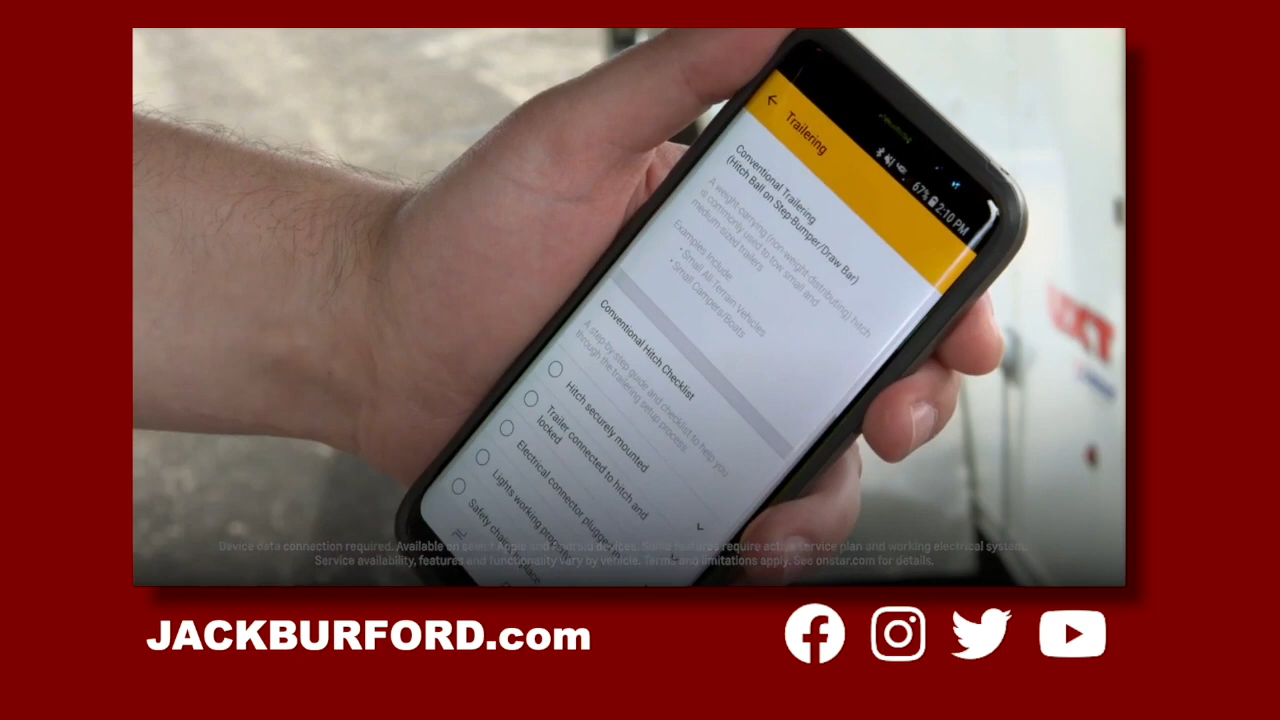 67% 2:10 PM
Trailering
Conventional Trailering
(Hitch Ball on Step-Bumper/Draw Bar)
A weight-carrying (non-weight-distributing) hitch
is commonly used to tow small and
medium-sized trailers
Examples Include:
• Small All-Terrain Vehicles
• Small Campers/Boats
Conventional Hitch Checklist
A step-by-step guide and checklist to help you
through the trailering setup process.
Hitch securely mounted
Trailer connected to hitch and
locked
Electrical connector plugge
Lights working prop
Safety chains place
Device data connection required. Available on select Apple and Android devices. Some features require active service plan and working electrical system.
Service availability, features and functionality vary by vehicle. Terms and limitations apply. See onstar.com for details.
JACKBURFORD.com